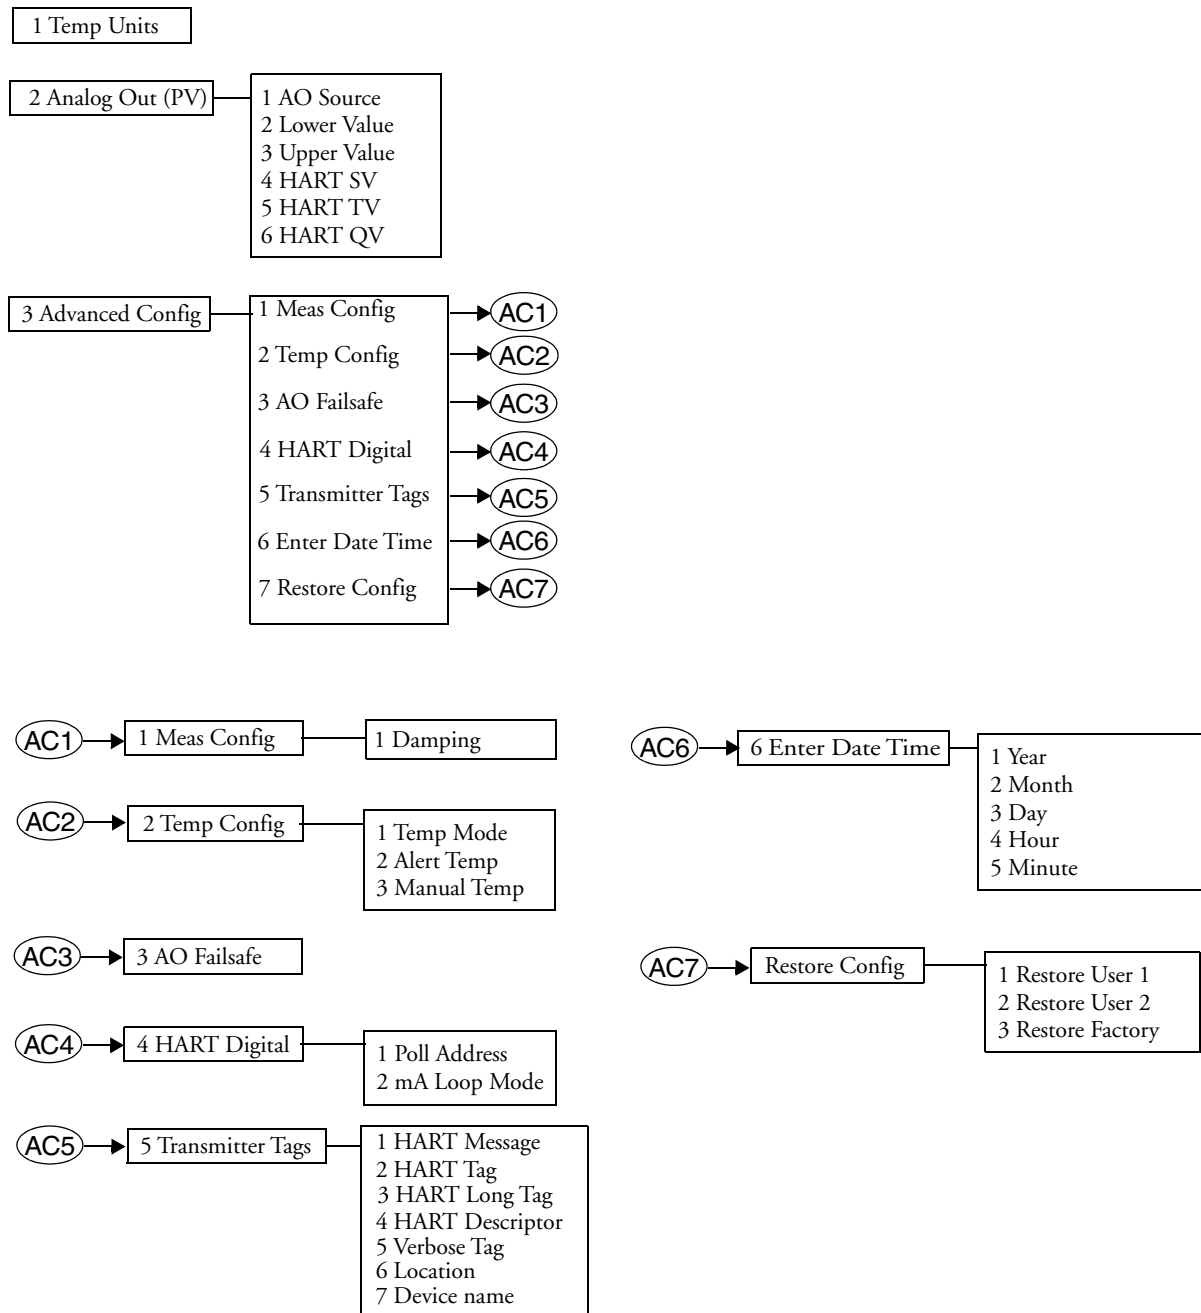 1 Temp Units
2 Analog Out (PV)
1 AO Source
2 Lower Value
3 Upper Value
4 HART SV
5 HART TV
6 HART QV
3 Advanced Config
1 Meas Config
AC1
2 Temp Config
AC2
3 AO Failsafe
AC3
4 HART Digital
AC4
5 Transmitter Tags
AC5
6 Enter Date Time
AC6
7 Restore Config
AC7
AC1
1 Meas Config
1 Damping
AC2
2 Temp Config
1 Temp Mode
2 Alert Temp
3 Manual Temp
AC3
3 AO Failsafe
AC4
4 HART Digital
1 Poll Address
2 mA Loop Mode
AC5
5 Transmitter Tags
1 HART Message
2 HART Tag
3 HART Long Tag
4 HART Descriptor
5 Verbose Tag
6 Location
7 Device name
AC6
6 Enter Date Time
1 Year
2 Month
3 Day
4 Hour
5 Minute
AC7
Restore Config
1 Restore User 1
2 Restore User 2
3 Restore Factory